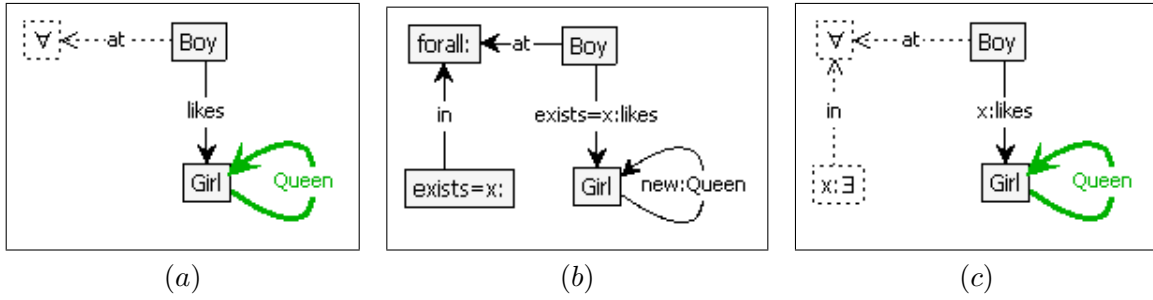 ∀ at Boy
likes
Girl Queen
(a)
forall: at Boy
in exists=x:likes
exists=x: Girl new:Queen
(b)
∀ at Boy
in x:likes
x:∃ Girl Queen
(c)